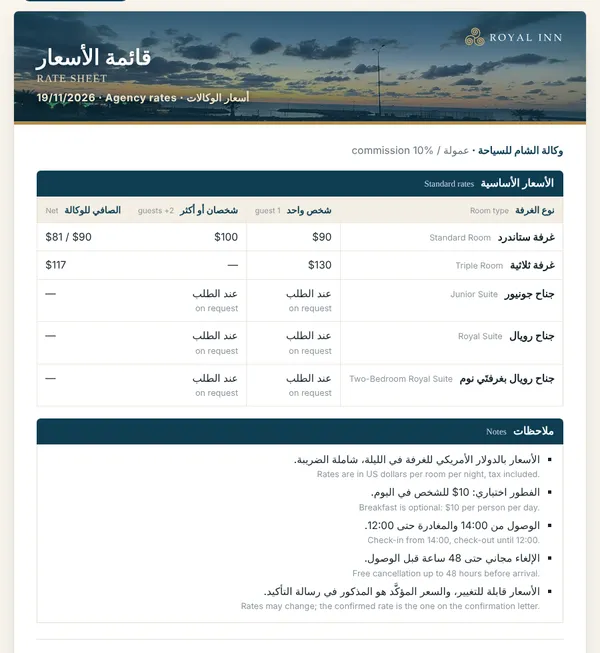 ROYAL INN
قائمة الأسعار
RATE SHEET
19/11/2026 · Agency rates · أسعار الوكالات
وكالة الشام للسياحة · عمولة / commission 10%
الأسعار الأساسية Standard rates
نوع الغرفة Room type شخص واحد 1 guest شخصان أو أكثر 2+ guests الصافي للوكالة Net
غرفة ستاندرد Standard Room $90 $100 $81 / $90
غرفة ثلاثية Triple Room $130 — $117
جناح جونيور Junior Suite عند الطلب عند الطلب —
on request on request
جناح رويال Royal Suite عند الطلب عند الطلب —
on request on request
جناح رويال بغرفتَي نوم Two-Bedroom Royal Suite عند الطلب عند الطلب —
on request on request
ملاحظات Notes
▪ الأسعار بالدولار الأمريكي للغرفة في الليلة، شاملة الضريبة.
Rates are in US dollars per room per night, tax included.
▪ الفطور اختياري: $10 للشخص في اليوم.
Breakfast is optional: $10 per person per day.
▪ الوصول من 14:00 والمغادرة حتى 12:00.
Check-in from 14:00, check-out until 12:00.
▪ الإلغاء مجاني حتى 48 ساعة قبل الوصول.
Free cancellation up to 48 hours before arrival.
▪ الأسعار قابلة للتغيير، والسعر المؤكَّد هو المذكور في رسالة التأكيد.
Rates may change; the confirmed rate is the one on the confirmation letter.